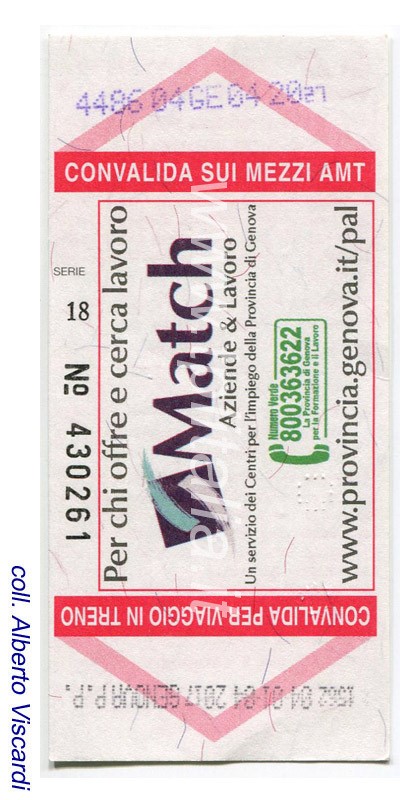 4486 04GE04 2027
CONVALIDA SUI MEZZI AMT
SERIE
18
No 430261
Per chi offre e cerca lavoro
Match
Aziende & Lavoro
Un servizio dei Centri per l'impiego della Provincia di Genova
Numero Verde
800363622
La Provincia di Genova
per la Formazione e il Lavoro
www.provincia.genova.it/pal
CONVALIDA PER VIAGGIO IN TRENO
GENOVA P.P.
coll. Alberto Viscardi